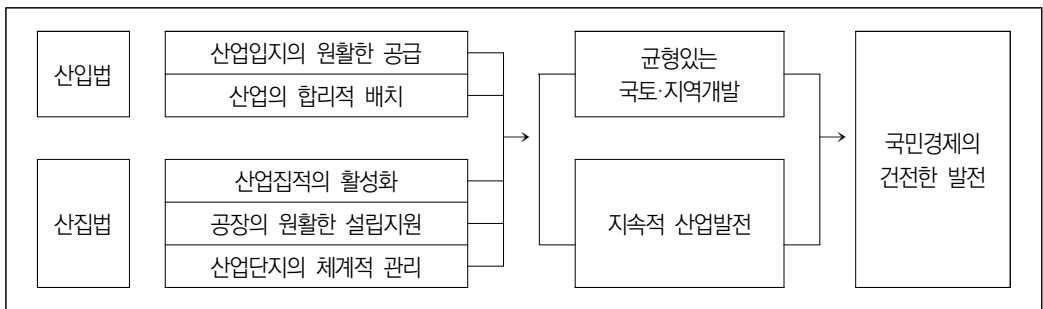 산입법
산업입지의 원활한 공급
산업의 합리적 배치
산집법
산업집적의 활성화
공장의 원활한 설립지원
산업단지의 체계적 관리
균형있는
국토·지역개발
지속적 산업발전
국민경제의
건전한 발전